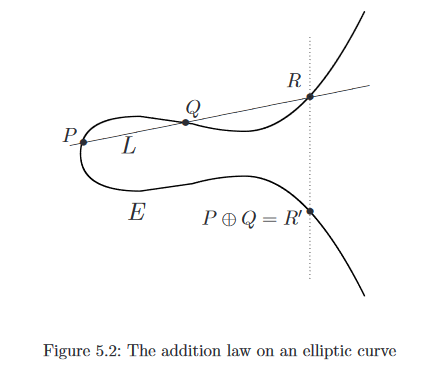 R
Q
P
L
E
P ⊕ Q = R′
Figure 5.2: The addition law on an elliptic curve